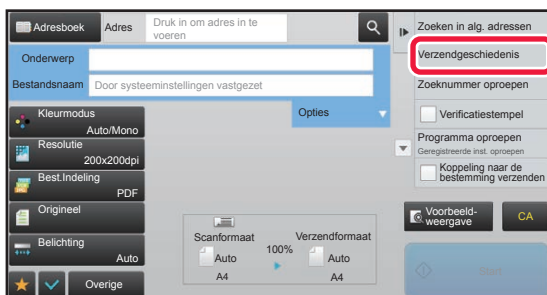 Adresboek
Adres
Druk in om adres in te
voeren
Onderwerp
Bestandsnaam
Door systeeminstellingen vastgezet
Opties
Kleurmodus
Auto/Mono
Resolutie
200x200dpi
Best.Indeling
PDF
Origineel
Belichting
Auto
Overige
Scanformaat
Auto
A4
100%
Verzendformaat
Auto
A4
Zoeken in alg. adressen
Verzendgeschiedenis
Zoeknummer oproepen
Verificatiestempel
Programma oproepen
Geregistreerde inst. oproepen
Koppeling naar de
bestemming verzenden
Voorbeeld-
weergave
CA
Start